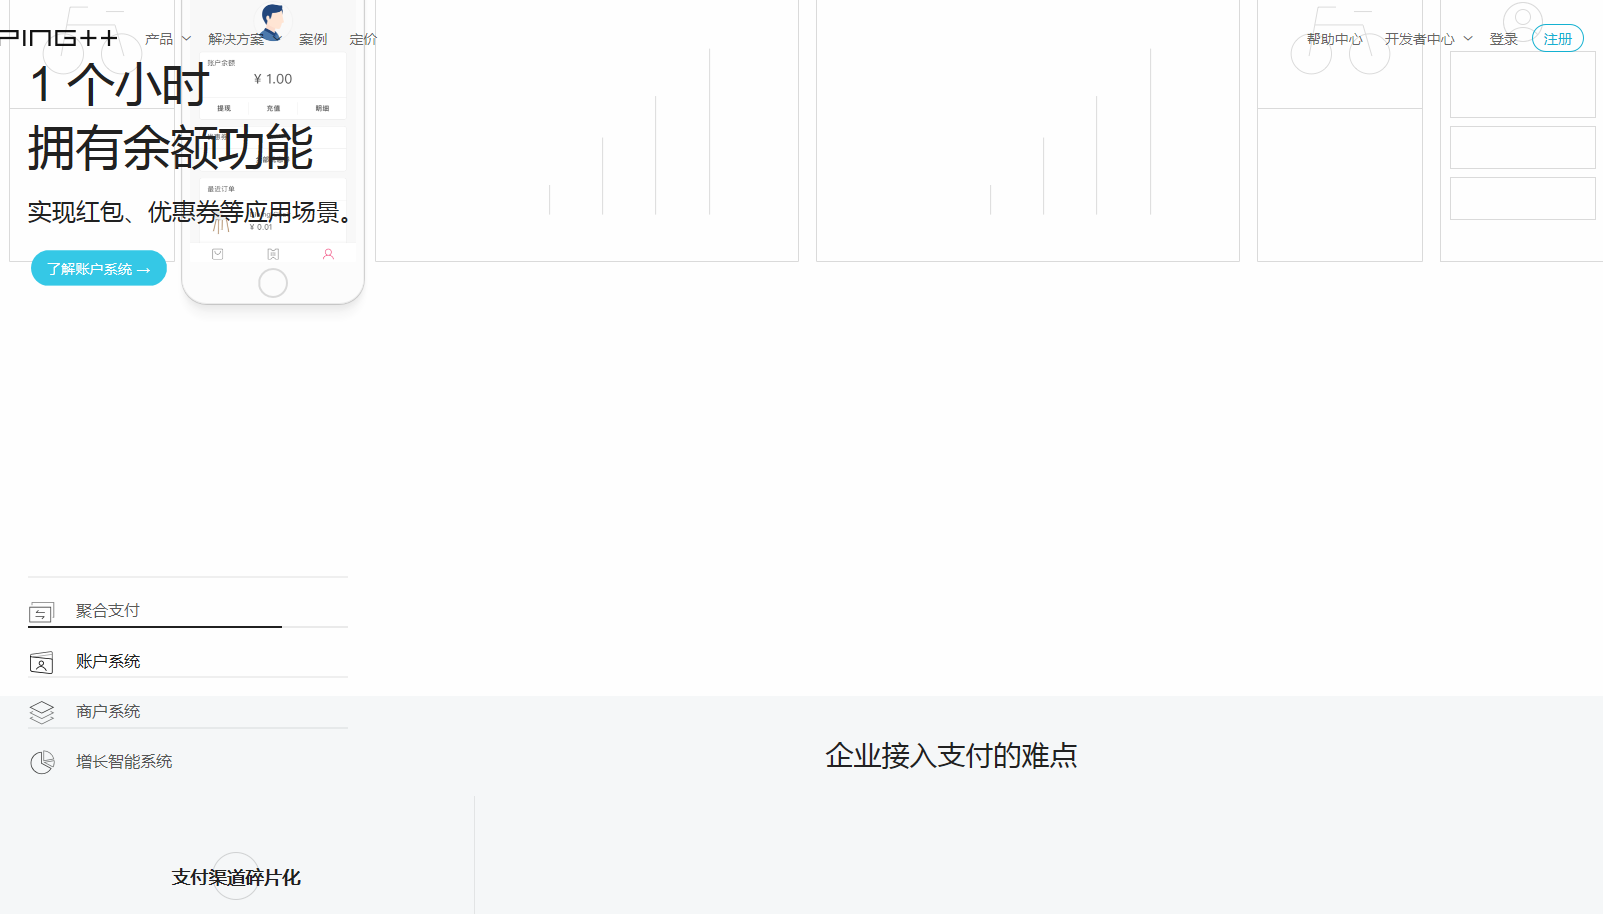 PING++ 产品 解决方案 案例 定价 帮助中心 开发者中心 登录 注册
账户余额
¥ 1.00
提现 充值 明细
1 个小时
拥有余额功能
最近订单
实现红包、优惠券等应用场景。
¥ 0.01
了解账户系统 →
聚合支付
账户系统
商户系统
增长智能系统
企业接入支付的难点
支付渠道碎片化